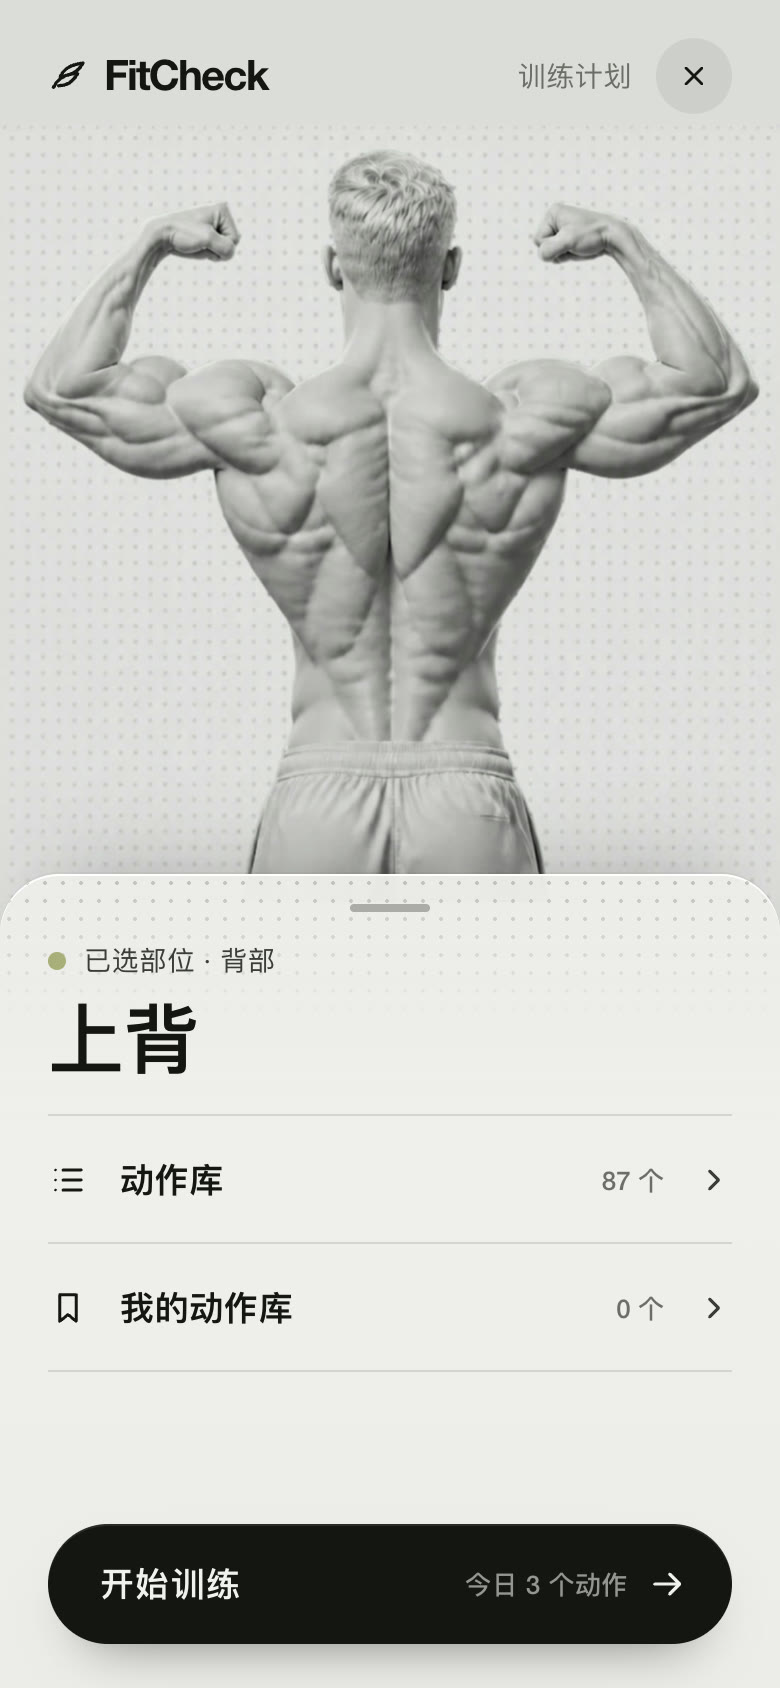 FitCheck
训练计划
已选部位 · 背部
上背
动作库 87 个
我的动作库 0 个
开始训练 今日 3 个动作